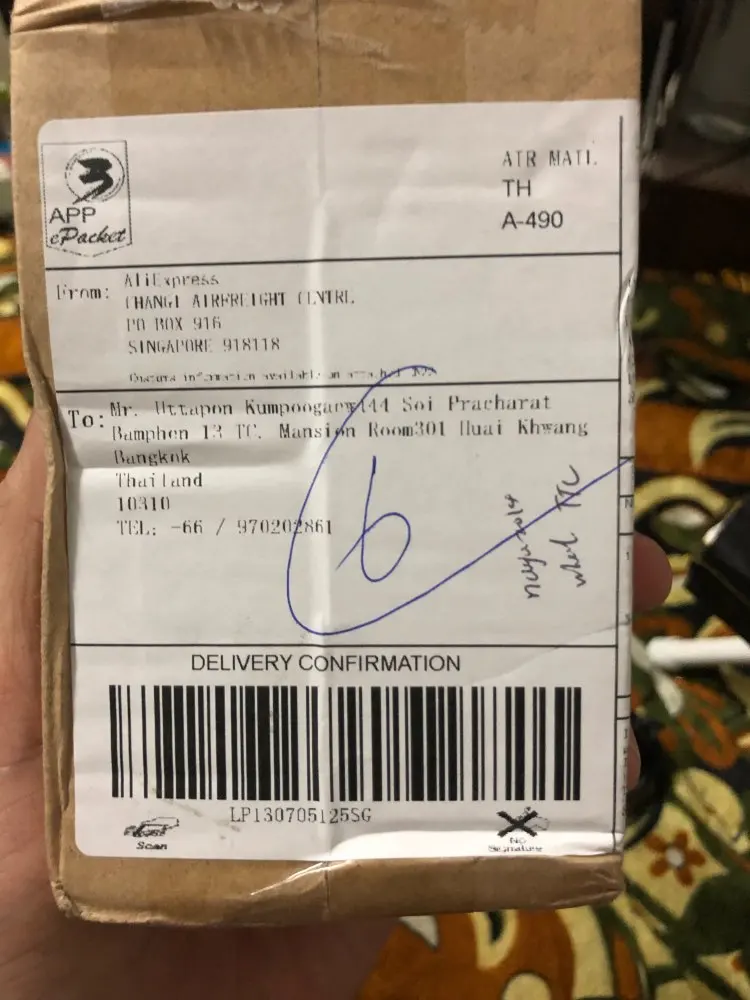 3
APP
ePacket
AIR MAIL
TH
A-490
From:
AliExpress
CHANGI AIRFREIGHT CENTRE
PO BOX 916
SINGAPORE 918118
To:
Mr. Uttapon Kumpoogaew144 Soi Pracharat
Bamphen 13 TC. Mansion Room301 Huai Khwang
Bangkok
Thailand
10310
TEL: -66 / 970202861
6
DELIVERY CONFIRMATION
LP130705125SG
Scan
No
Signature